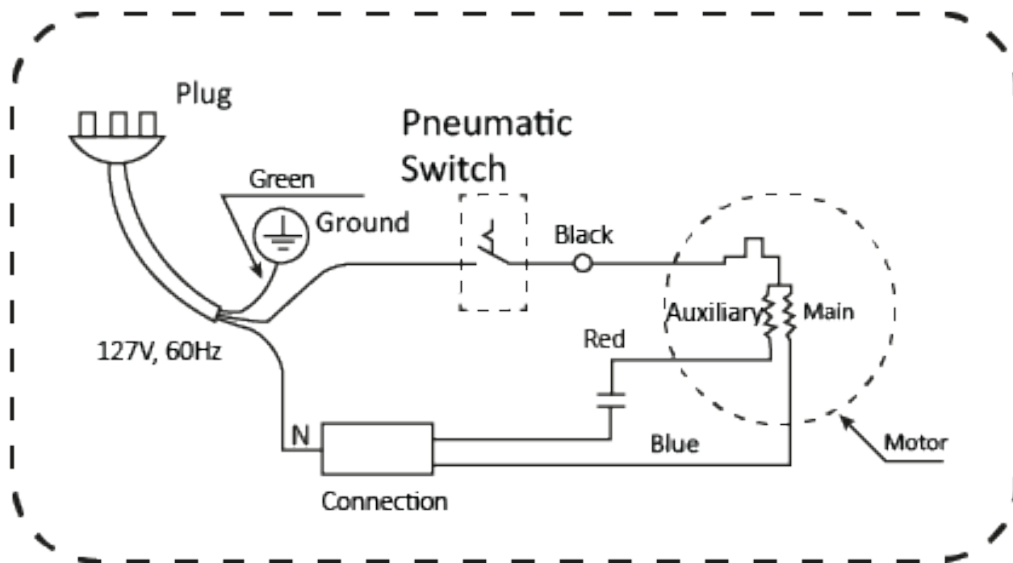 Plug
Pneumatic
Switch
Green
Ground
Black
Auxiliary
Main
127V, 60Hz
Red
N
Blue
Motor
Connection